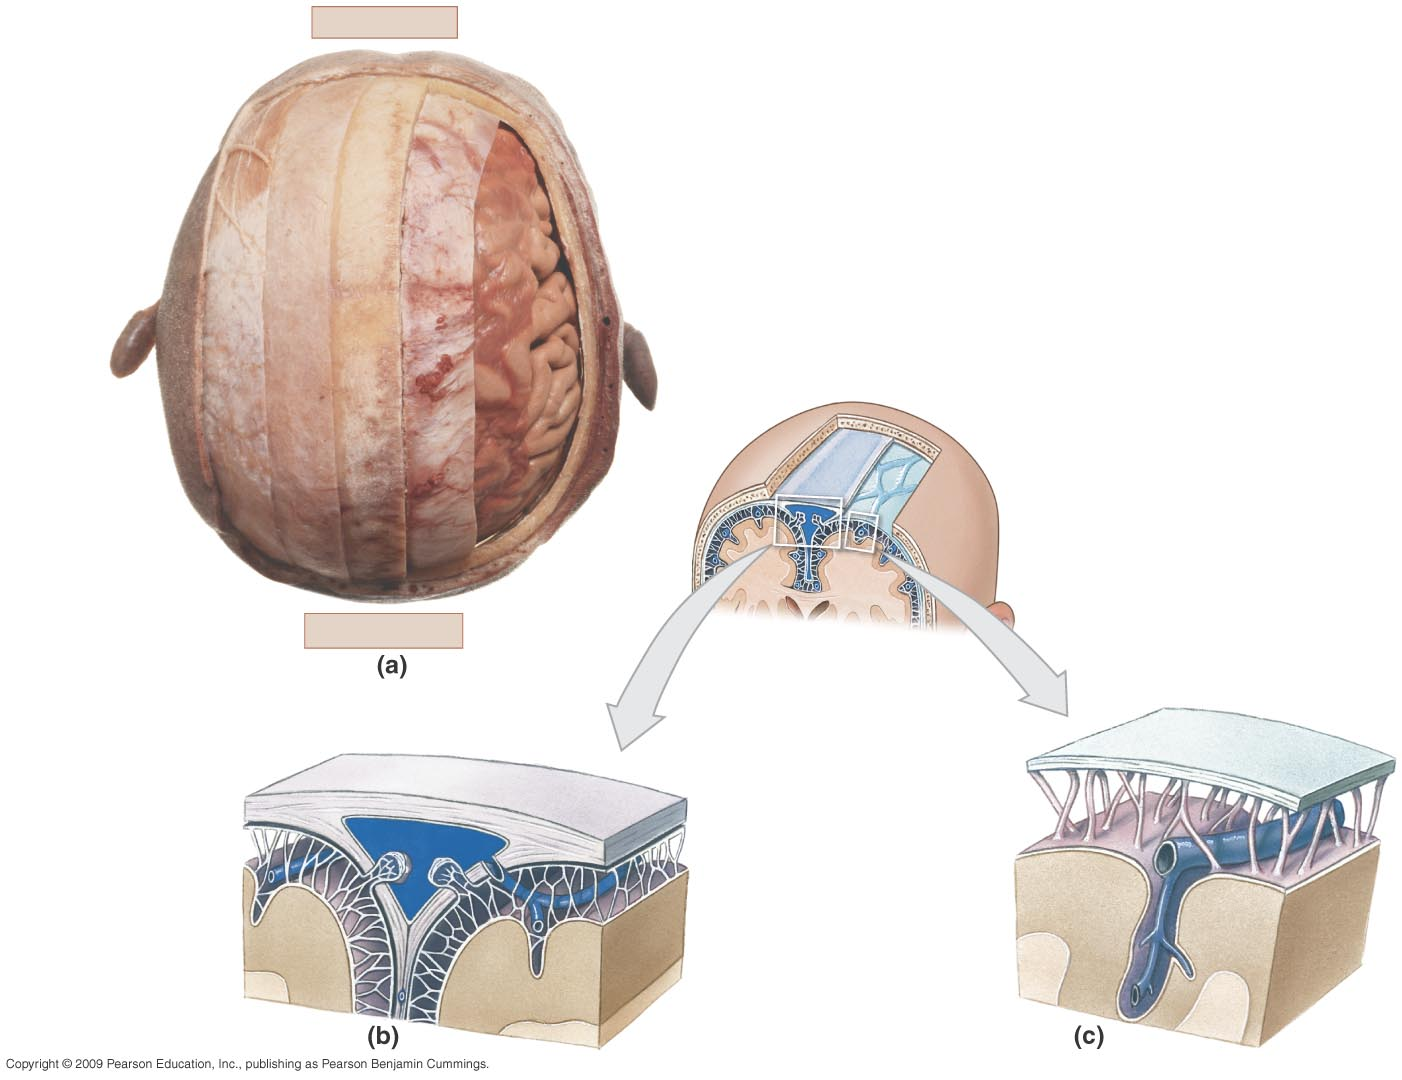 (a)
(b)
(c)
Copyright © 2009 Pearson Education, Inc., publishing as Pearson Benjamin Cummings.